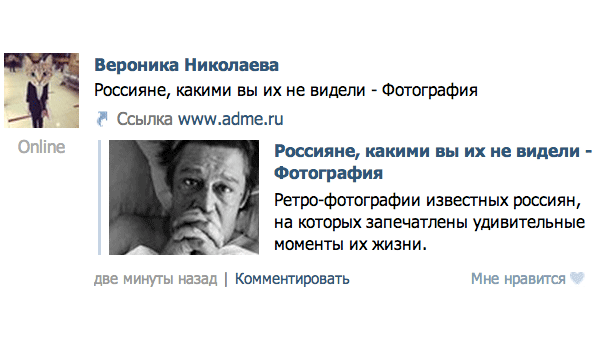 Вероника Николаева
Россияне, какими вы их не видели - Фотография
Ссылка www.adme.ru
Online
Россияне, какими вы их не видели -
Фотография
Ретро-фотографии известных россиян,
на которых запечатлены удивительные
моменты их жизни.
две минуты назад | Комментировать
Мне нравится